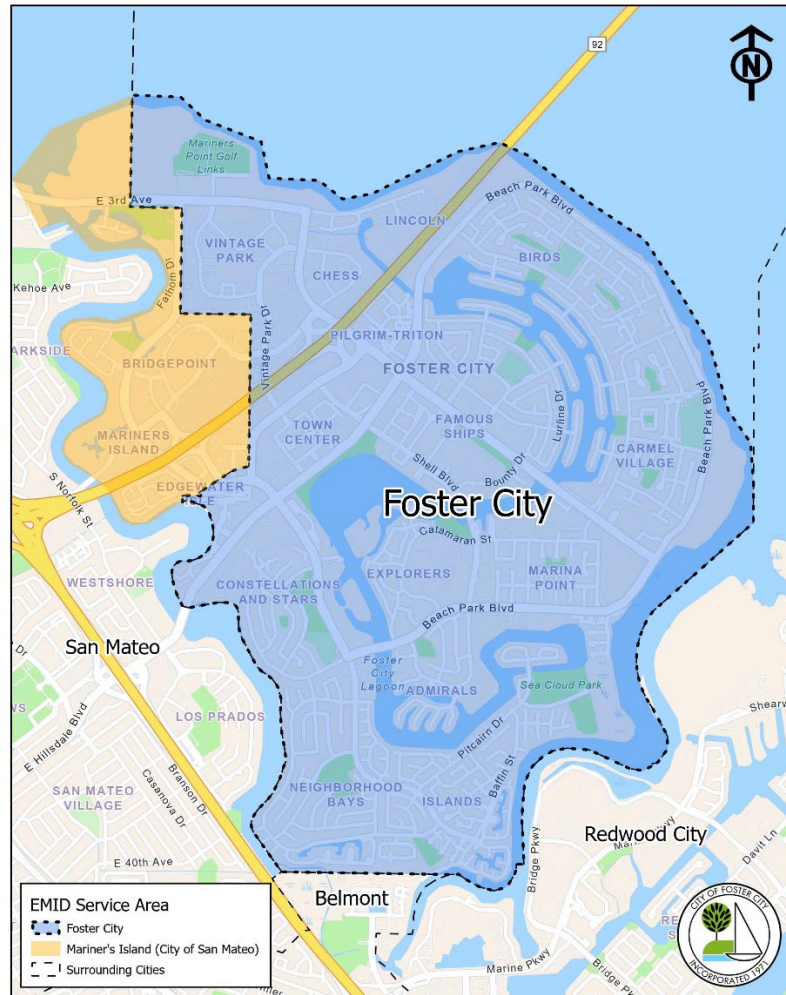 92
N
Mariners
Point Golf
Links
E 3rd Ave
LINCOLN
Beach Park Blvd
VINTAGE
PARK
BIRDS
CHESS
Fathom Dr
Kehoe Ave
Vintage Park Dr
ARKSIDE
BRIDGEPOINT
PILGRIM-TRITON
FOSTER CITY
Lurline Dr
Beach Park Blvd
MARINERS
ISLAND
TOWN
CENTER
FAMOUS
SHIPS
CARMEL
VILLAGE
S Norfolk St
EDGEWATER
ISLE
Shell Blvd
Bounty Dr
Foster City
Catamaran St
WESTSHORE
CONSTELLATIONS
AND STARS
EXPLORERS
MARINA
POINT
Beach Park Blvd
San Mateo
Dr
WS
Foster
City
Lagoon
ADMIRALS
Sea Cloud Park
LOS PRADOS
Pitcairn Dr
Shearw
E Hillsdale Blvd
Branson Dr
Casanova Dr
SAN MATEO
VILLAGE
NEIGHBORHOOD
BAYS
ISLANDS
Baffin St
Redwood City
Bridge Pkwy
Davit Ln
E 40th Ave
Belmont
EMID Service Area
Foster City
Mariner's Island (City of San Mateo)
Surrounding Cities
Marine Pkwy
Bridge Pkwy
CITY OF FOSTER CITY
INCORPORATED 1971